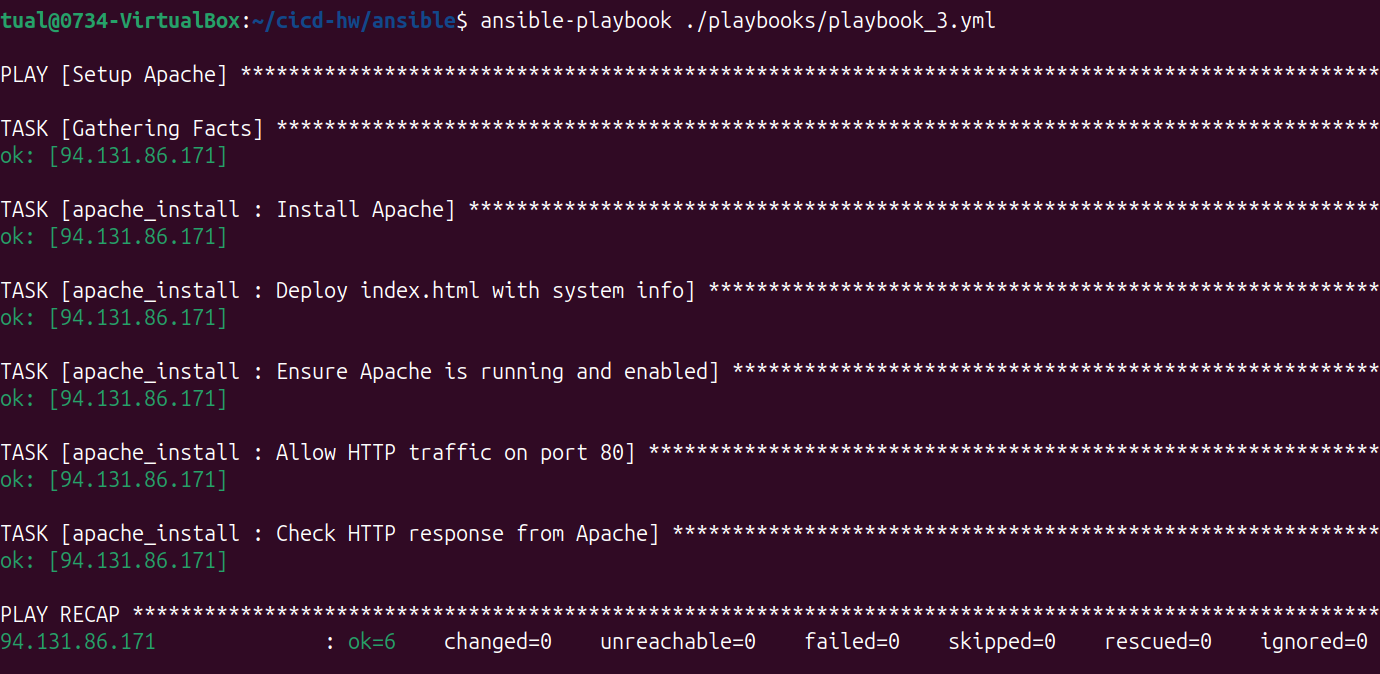 tual@0734-VirtualBox:~/cicd-hw/ansible$ ansible-playbook ./playbooks/playbook_3.yml
PLAY [Setup Apache] ***********************************************************************************************
TASK [Gathering Facts] ********************************************************************************************
ok: [94.131.86.171]
TASK [apache_install : Install Apache] ****************************************************************************
ok: [94.131.86.171]
TASK [apache_install : Deploy index.html with system info] ********************************************************
ok: [94.131.86.171]
TASK [apache_install : Ensure Apache is running and enabled] ******************************************************
ok: [94.131.86.171]
TASK [apache_install : Allow HTTP traffic on port 80] *************************************************************
ok: [94.131.86.171]
TASK [apache_install : Check HTTP response from Apache] ***********************************************************
ok: [94.131.86.171]
PLAY RECAP ********************************************************************************************************
94.131.86.171              : ok=6    changed=0    unreachable=0    failed=0    skipped=0    rescued=0    ignored=0